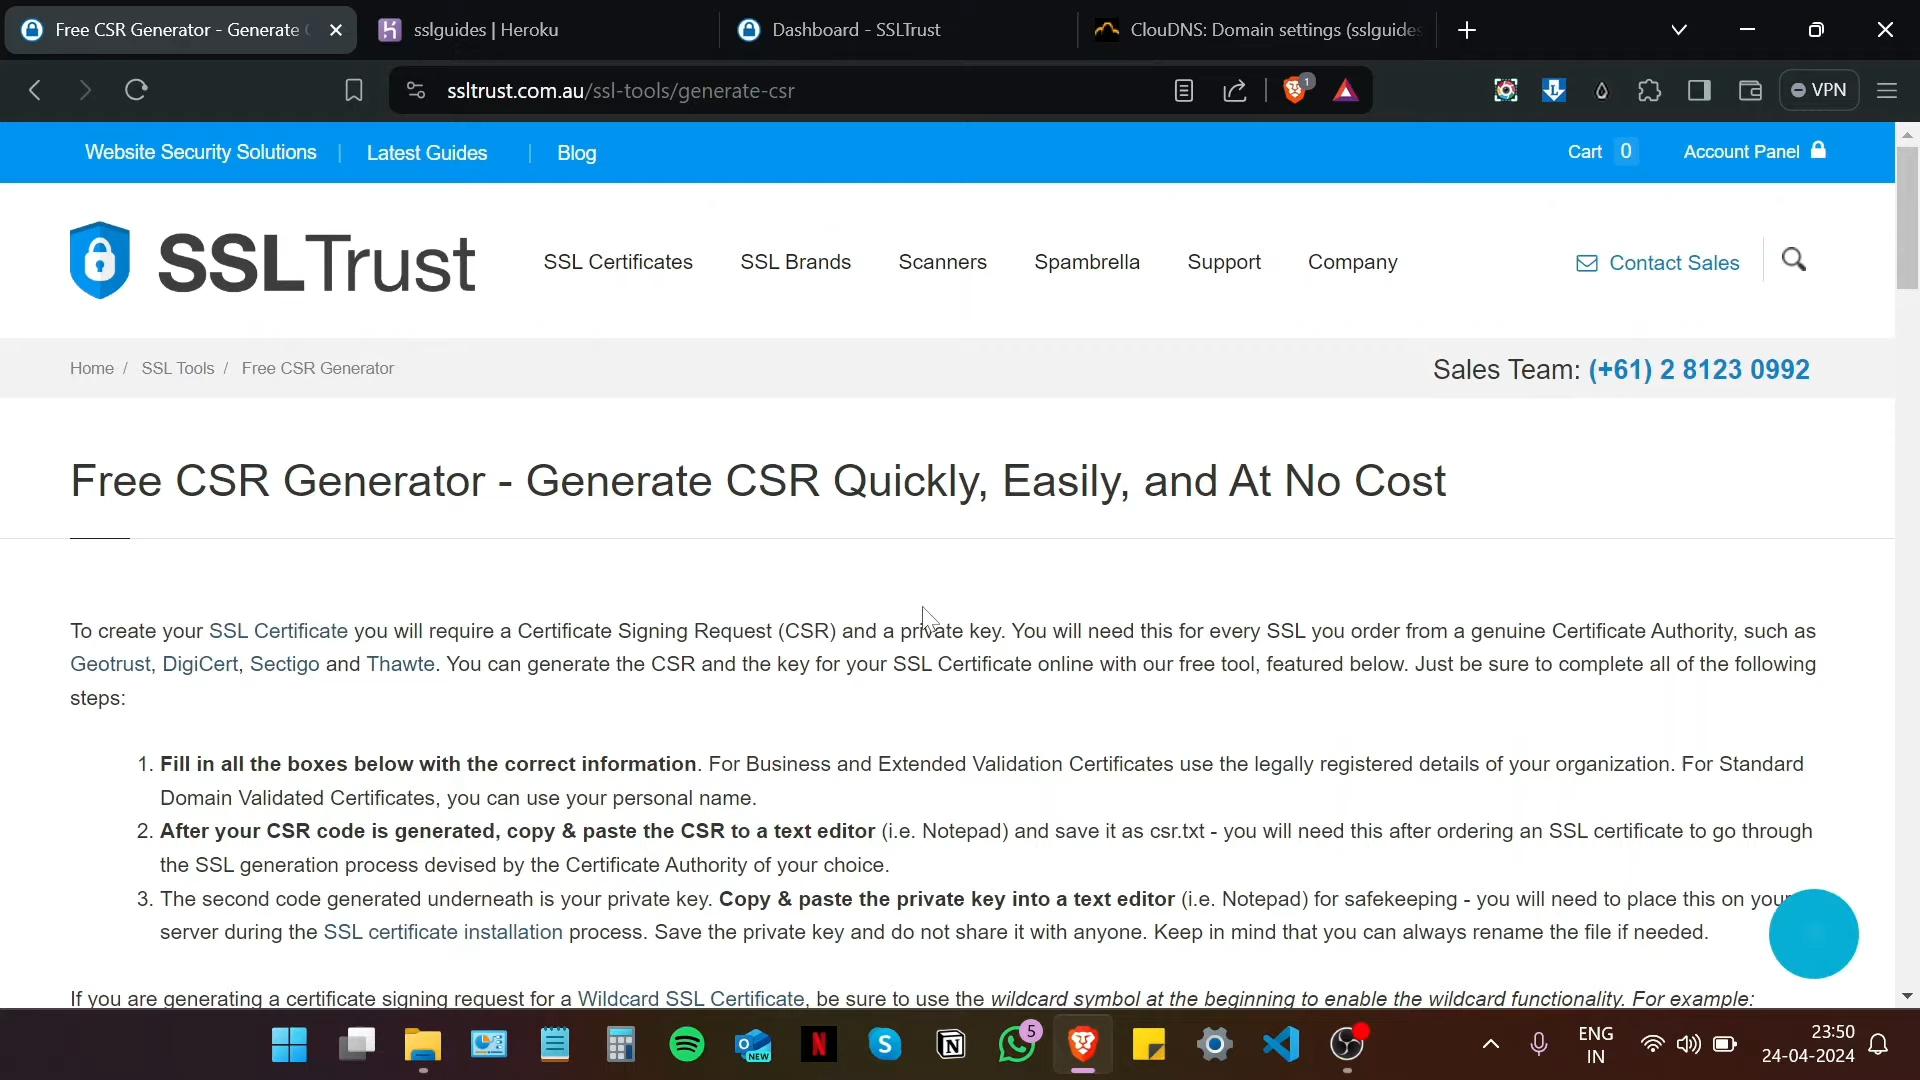 Free CSR Generator - Generate
sslguides | Heroku
Dashboard - SSLTrust
ClouDNS: Domain settings (sslguides
ssltrust.com.au/ssl-tools/generate-csr
1
VPN
Website Security Solutions | Latest Guides | Blog
Cart 0
Account Panel
SSLTrust
SSL Certificates
SSL Brands
Scanners
Spambrella
Support
Company
Contact Sales
Home / SSL Tools / Free CSR Generator
Sales Team: (+61) 2 8123 0992
Free CSR Generator - Generate CSR Quickly, Easily, and At No Cost
To create your SSL Certificate you will require a Certificate Signing Request (CSR) and a private key. You will need this for every SSL you order from a genuine Certificate Authority, such as
Geotrust, DigiCert, Sectigo and Thawte. You can generate the CSR and the key for your SSL Certificate online with our free tool, featured below. Just be sure to complete all of the following
steps:
1. Fill in all the boxes below with the correct information. For Business and Extended Validation Certificates use the legally registered details of your organization. For Standard
Domain Validated Certificates, you can use your personal name.
2. After your CSR code is generated, copy & paste the CSR to a text editor (i.e. Notepad) and save it as csr.txt - you will need this after ordering an SSL certificate to go through
the SSL generation process devised by the Certificate Authority of your choice.
3. The second code generated underneath is your private key. Copy & paste the private key into a text editor (i.e. Notepad) for safekeeping - you will need to place this on your
server during the SSL certificate installation process. Save the private key and do not share it with anyone. Keep in mind that you can always rename the file if needed.
If you are generating a certificate signing request for a Wildcard SSL Certificate, be sure to use the wildcard symbol at the beginning to enable the wildcard functionality. For example:
NEW
5
ENG
IN
23:50
24-04-2024